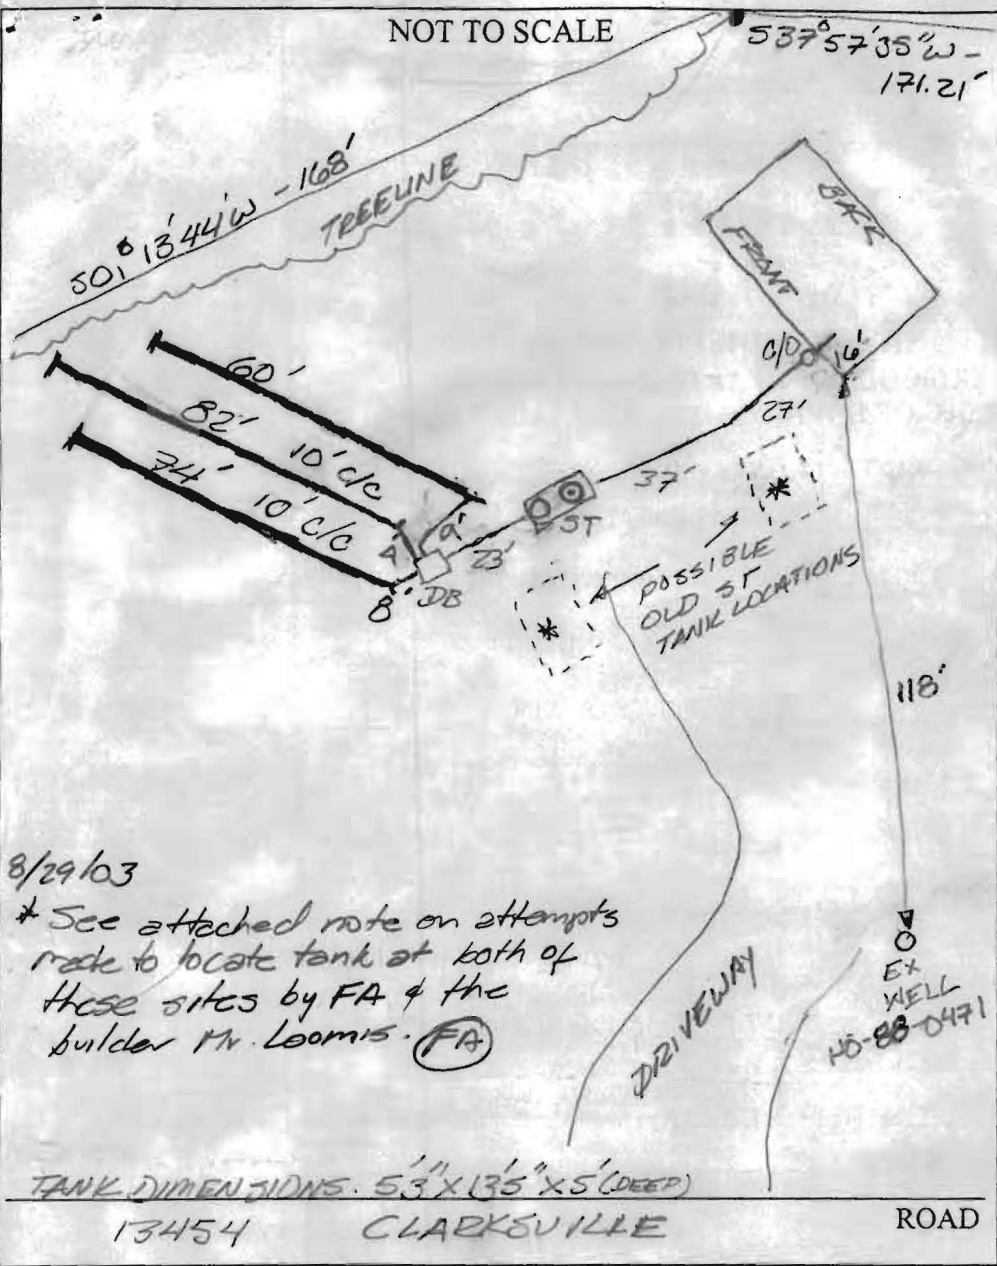 NOT TO SCALE
S37°57'35"W -
171.21'
S01°13'44"W - 168'
TREELINE
BACK
FRONT
C/O
16'
60'
82'
10' C/C
74'
10' C/C
27'
37'
ST
9'
4'
23'
8'
DB
POSSIBLE
OLD ST
TANK LOCATIONS
*
*
118'
8/29/03
* See attached note on attempts
made to locate tank at both of
these sites by FA & the
builder Mr. Loomis. FA
EX
WELL
HO-88-0471
DRIVEWAY
TANK DIMENSIONS. 5'3" X 13'5" X 5' (DEEP)
13454 CLARKSVILLE ROAD